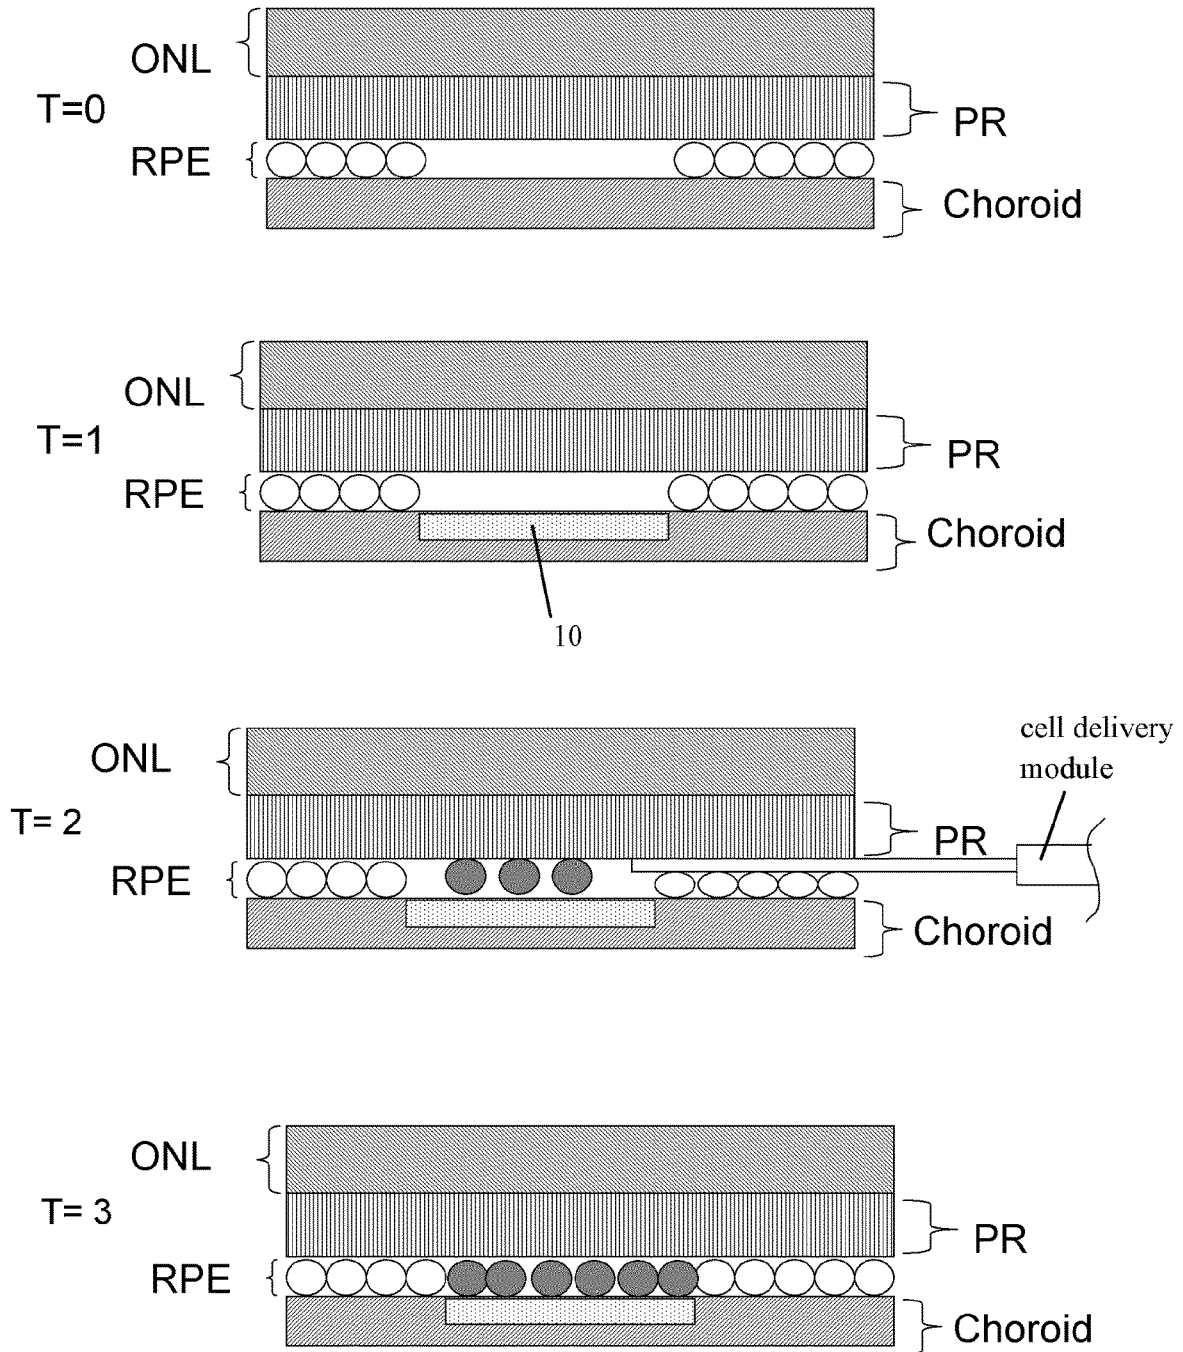 ONL
T=0
PR
RPE
Choroid
ONL
T=1
PR
RPE
Choroid
10
cell delivery
module
ONL
T= 2
PR
RPE
Choroid
ONL
T= 3
PR
RPE
Choroid